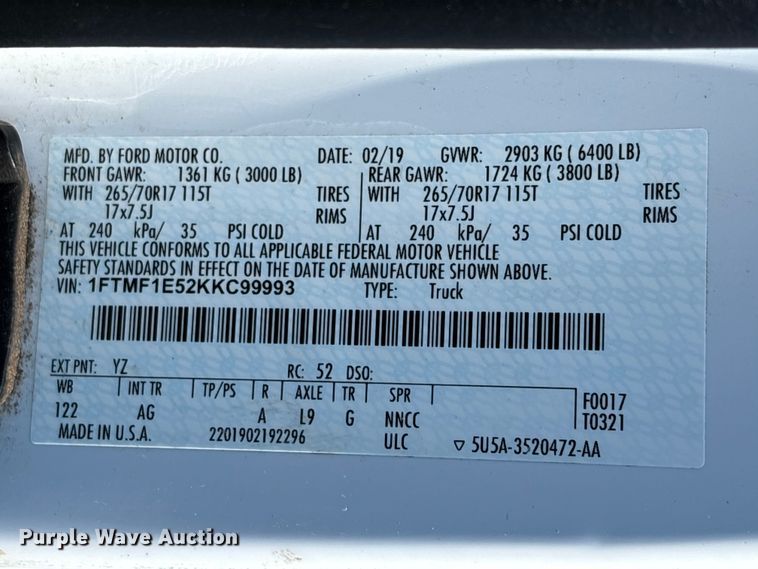 MFD. BY FORD MOTOR CO. DATE: 02/19 GVWR: 2903 KG ( 6400 LB)
FRONT GAWR: 1361 KG ( 3000 LB) REAR GAWR: 1724 KG ( 3800 LB)
WITH 265/70R17 115T TIRES WITH 265/70R17 115T TIRES
17x7.5J RIMS 17x7.5J RIMS
AT 240 kPa/ 35 PSI COLD AT 240 kPa/ 35 PSI COLD
THIS VEHICLE CONFORMS TO ALL APPLICABLE FEDERAL MOTOR VEHICLE
SAFETY STANDARDS IN EFFECT ON THE DATE OF MANUFACTURE SHOWN ABOVE.
VIN: 1FTMF1E52KKC99993 TYPE: Truck
EXT PNT: YZ RC: 52 DSO:
WB INT TR TP/PS R AXLE TR SPR F0017
122 AG A L9 G NNCC T0321
MADE IN U.S.A. 2201902192296 ULC ▽ 5U5A-3520472-AA
Purple Wave Auction